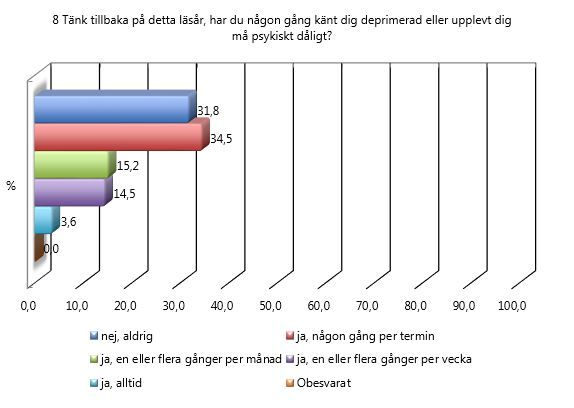 8 Tänk tillbaka på detta läsår, har du någon gång känt dig deprimerad eller upplevt dig
må psykiskt dåligt?
31,8
34,5
15,2
%
14,5
3,6
0,0
0,0 10,0 20,0 30,0 40,0 50,0 60,0 70,0 80,0 90,0 100,0
nej, aldrig ja, någon gång per termin
ja, en eller flera gånger per månad ja, en eller flera gånger per vecka
ja, alltid Obesvarat